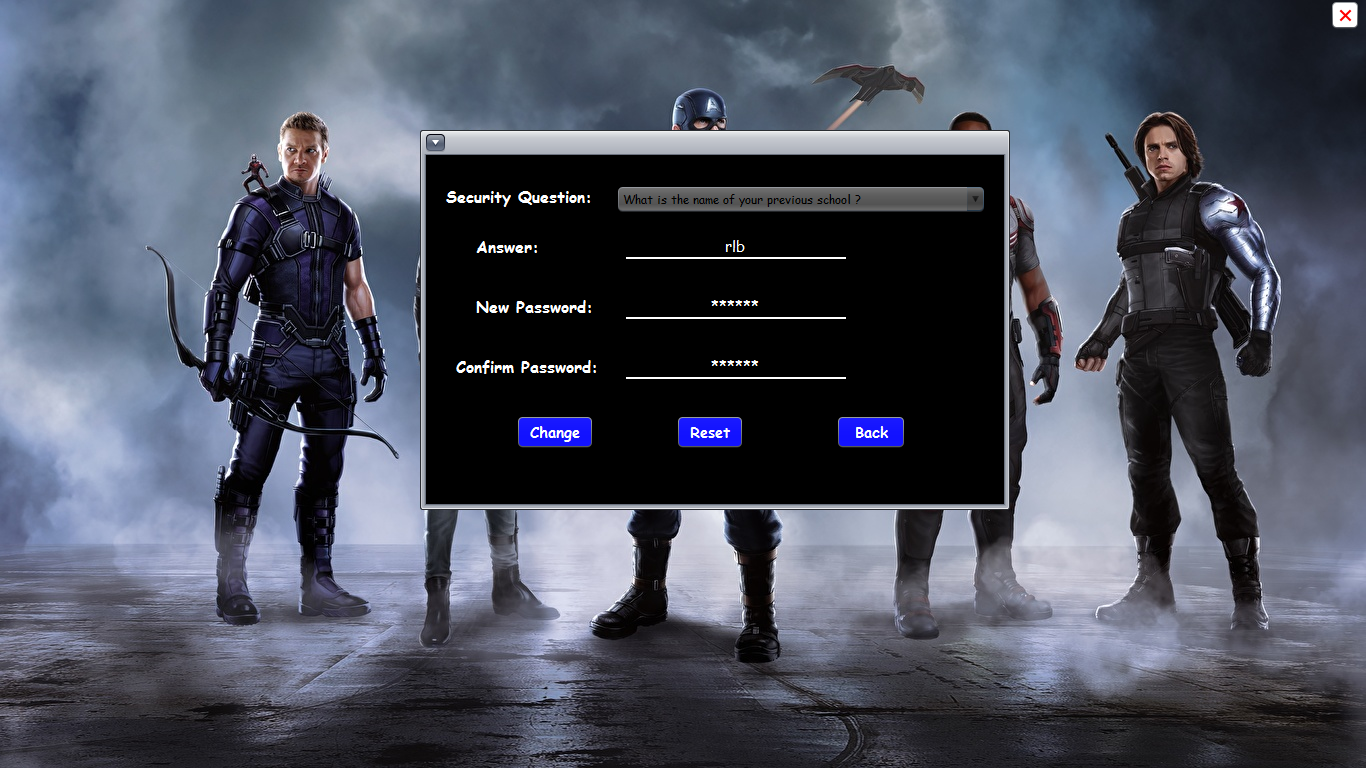 Security Question: What is the name of your previous school ?
Answer: rlb
New Password: ******
Confirm Password: ******
Change Reset Back